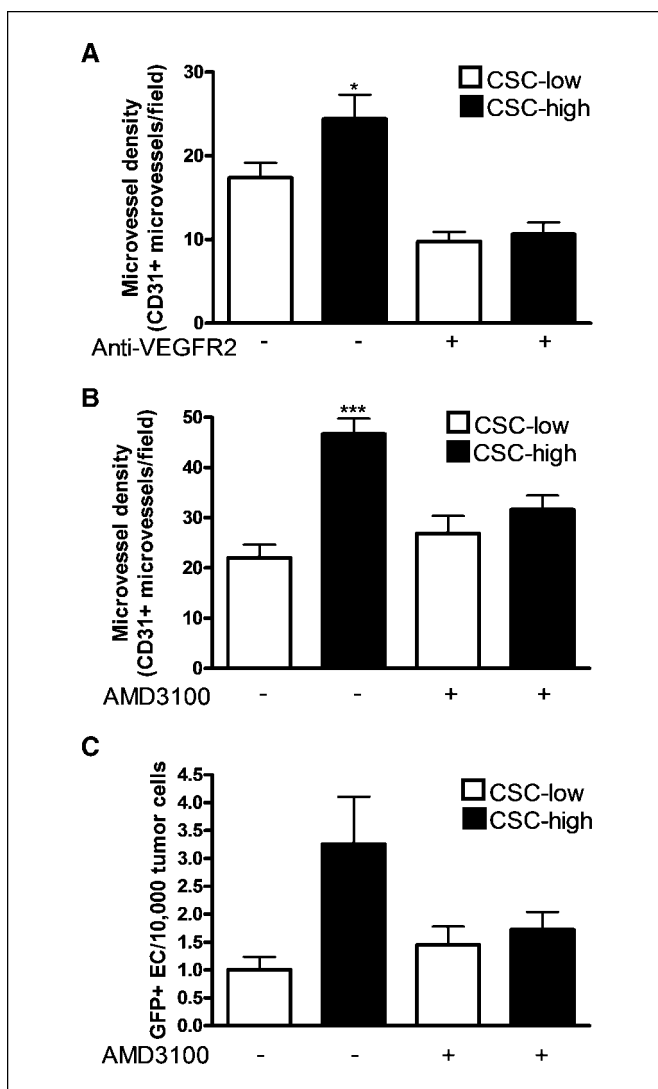 A
Microvessel density
(CD31+ microvessels/field)
30
20
10
0
*
CSC-low
CSC-high
Anti-VEGFR2 - - + +
B
Microvessel density
(CD31+ microvessels/field)
50
40
30
20
10
0
***
CSC-low
CSC-high
AMD3100 - - + +
C
GFP+ EC/10,000 tumor cells
4.5
4.0
3.5
3.0
2.5
2.0
1.5
1.0
0.5
0.0
CSC-low
CSC-high
AMD3100 - - + +